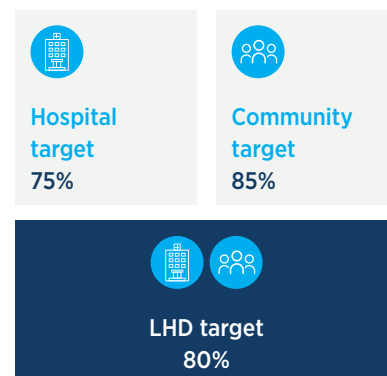 Hospital
target
75%
Community
target
85%
LHD target
80%